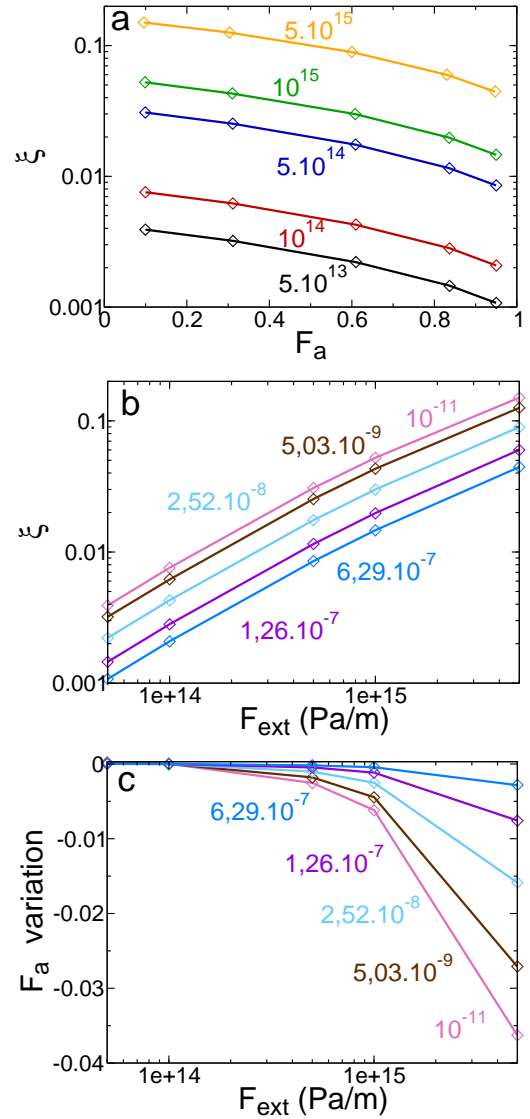 a
0.1
5.10^15
10^15
ξ
0.01
5.10^14
10^14
5.10^13
0.001
0 0.2 0.4 0.6 0.8 1
F_a
b
0.1
10^-11
5,03.10^-9
2,52.10^-8
ξ
0.01
6,29.10^-7
1,26.10^-7
0.001
1e+14 1e+15
F_ext (Pa/m)
0
c
6,29.10^-7
-0.01
1,26.10^-7
F_a variation
2,52.10^-8
-0.02
5,03.10^-9
-0.03
10^-11
-0.04
1e+14 1e+15
F_ext (Pa/m)